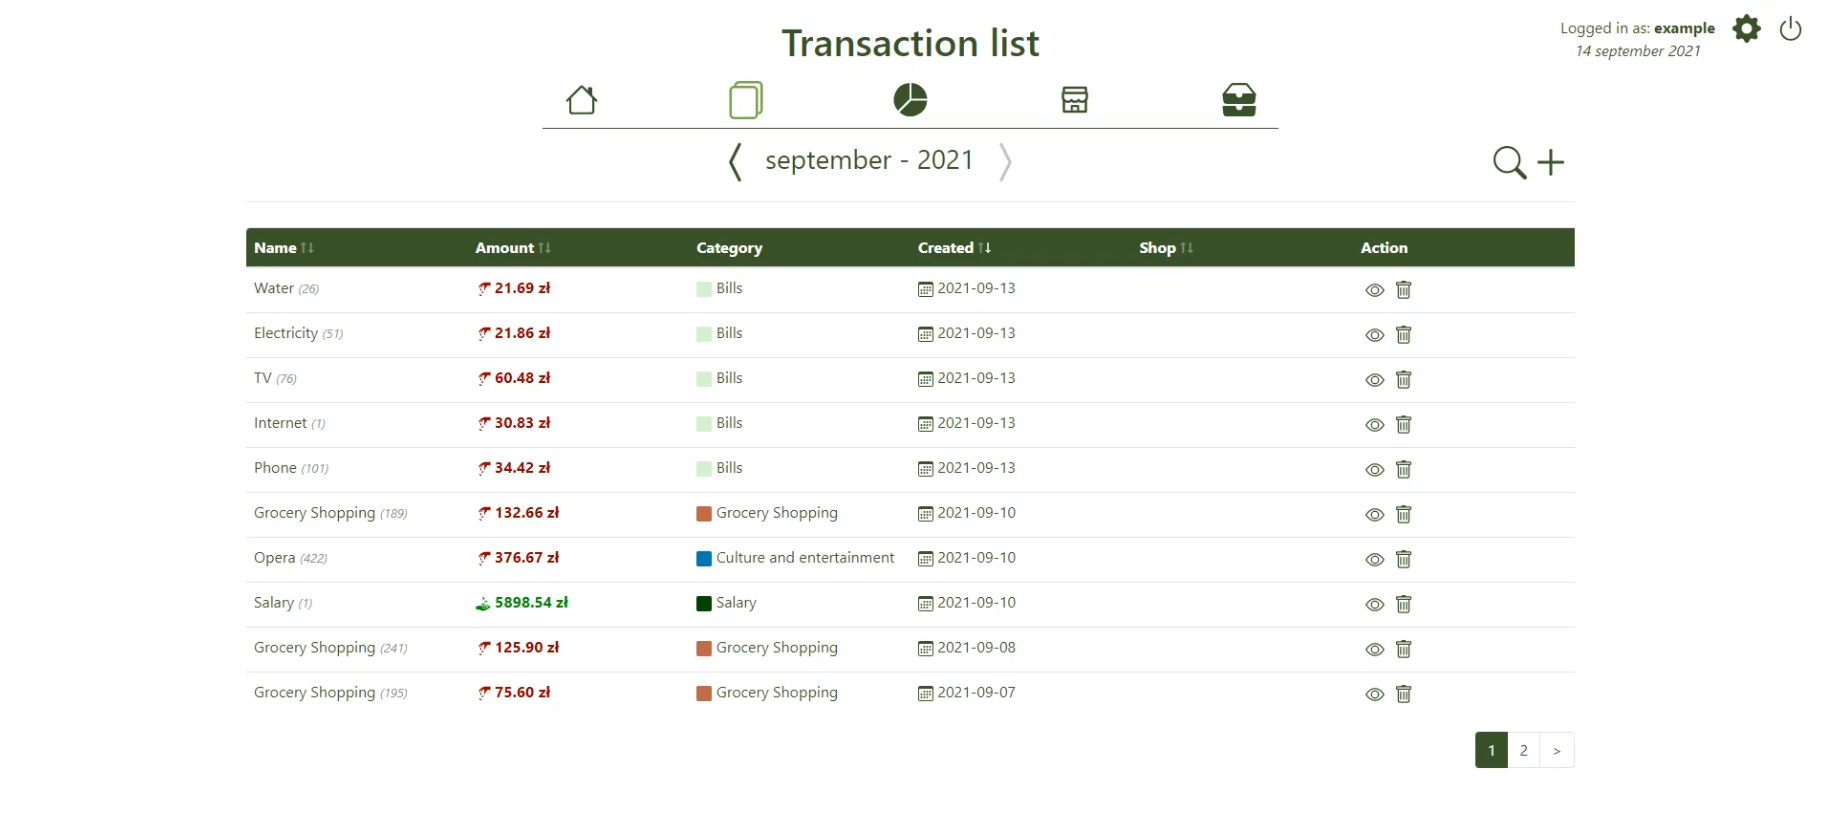 Transaction list
Logged in as: example
14 september 2021
september - 2021
Name Amount Category Created Shop Action
Water (26) 21.69 zł Bills 2021-09-13
Electricity (51) 21.86 zł Bills 2021-09-13
TV (76) 60.48 zł Bills 2021-09-13
Internet (1) 30.83 zł Bills 2021-09-13
Phone (101) 34.42 zł Bills 2021-09-13
Grocery Shopping (189) 132.66 zł Grocery Shopping 2021-09-10
Opera (422) 376.67 zł Culture and entertainment 2021-09-10
Salary (1) 5898.54 zł Salary 2021-09-10
Grocery Shopping (241) 125.90 zł Grocery Shopping 2021-09-08
Grocery Shopping (195) 75.60 zł Grocery Shopping 2021-09-07
1 2 >